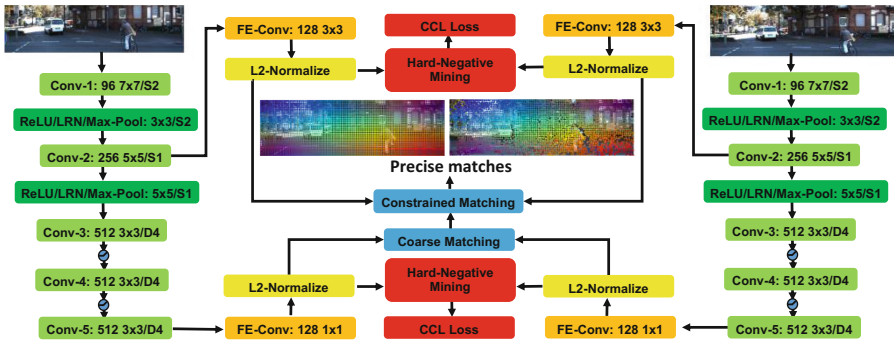 FE-Conv: 128 3x3
CCL Loss
FE-Conv: 128 3x3
L2-Normalize
Hard-Negative
Mining
L2-Normalize
Conv-1: 96 7x7/S2
ReLU/LRN/Max-Pool: 3x3/S2
Conv-2: 256 5x5/S1
ReLU/LRN/Max-Pool: 5x5/S1
Conv-3: 512 3x3/D4
Conv-4: 512 3x3/D4
Conv-5: 512 3x3/D4
Precise matches
Constrained Matching
Coarse Matching
L2-Normalize
Hard-Negative
Mining
L2-Normalize
FE-Conv: 128 1x1
CCL Loss
FE-Conv: 128 1x1
Conv-1: 96 7x7/S2
ReLU/LRN/Max-Pool: 3x3/S2
Conv-2: 256 5x5/S1
ReLU/LRN/Max-Pool: 5x5/S1
Conv-3: 512 3x3/D4
Conv-4: 512 3x3/D4
Conv-5: 512 3x3/D4